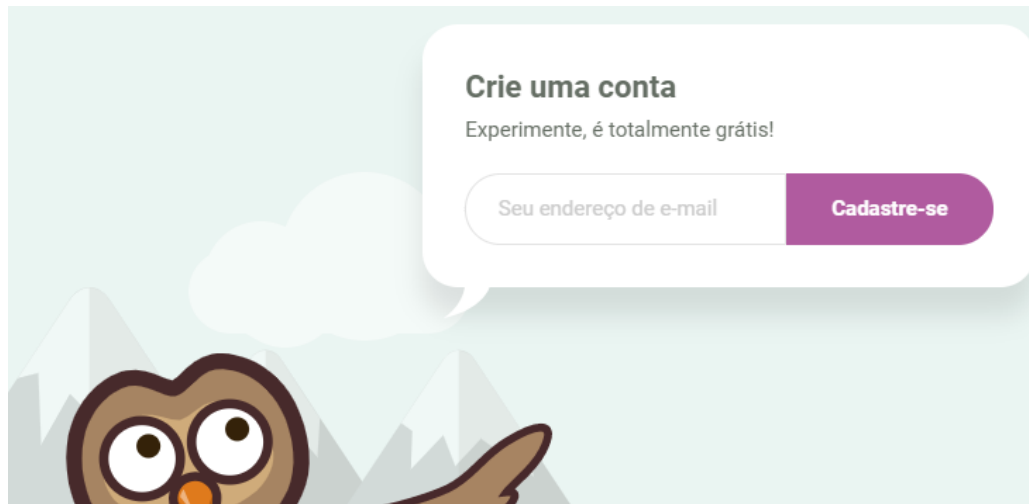 Crie uma conta
Experimente, é totalmente grátis!
Seu endereço de e-mail
Cadastre-se